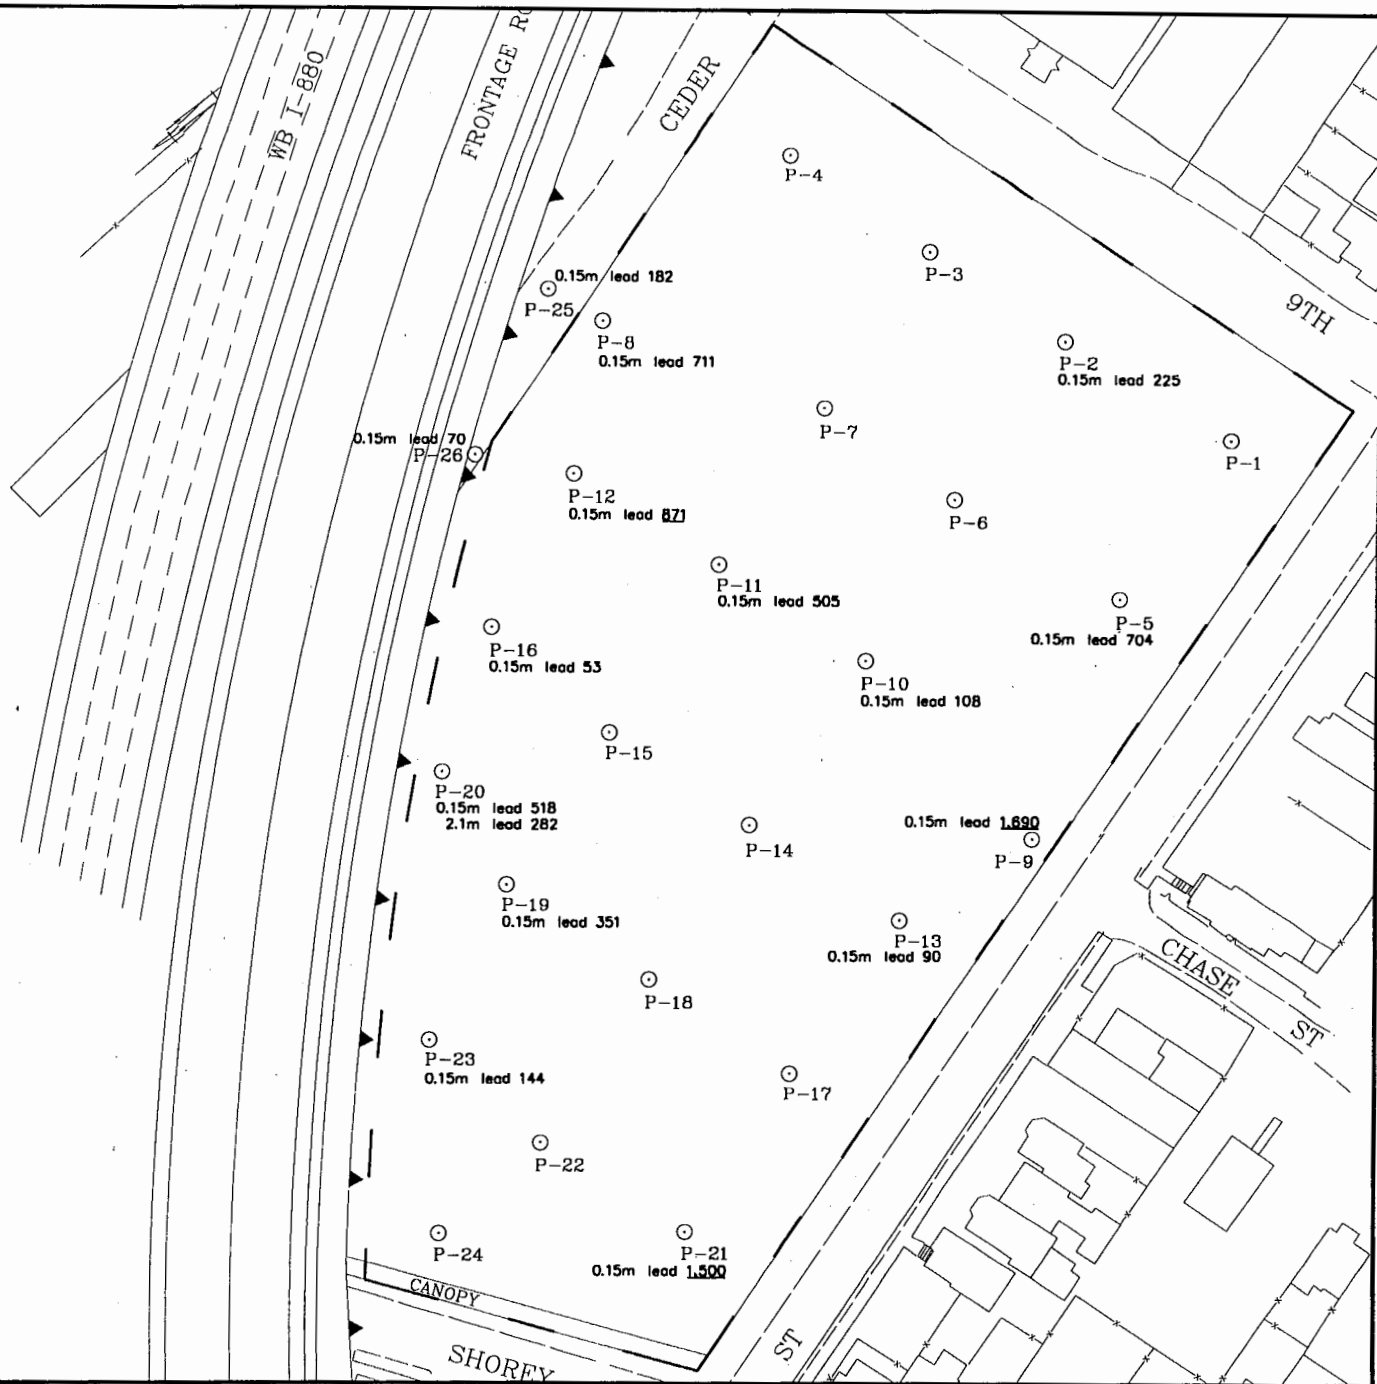 WB I-880
FRONTAGE RO
CEDER
P-4
P-3
9TH
0.15m lead 182
P-25
P-8
0.15m lead 711
P-2
0.15m lead 225
P-7
P-1
0.15m lead 70
P-26
P-12
0.15m lead 871
P-6
P-11
0.15m lead 505
P-5
0.15m lead 704
P-16
0.15m lead 53
P-10
0.15m lead 108
P-15
P-20
0.15m lead 518
2.1m lead 282
P-14
0.15m lead 1,690
P-9
P-19
0.15m lead 351
P-13
0.15m lead 90
CHASE
ST
P-18
P-23
0.15m lead 144
P-17
P-22
P-24
P-21
0.15m lead 1,500
CANOPY
SHOREY
ST